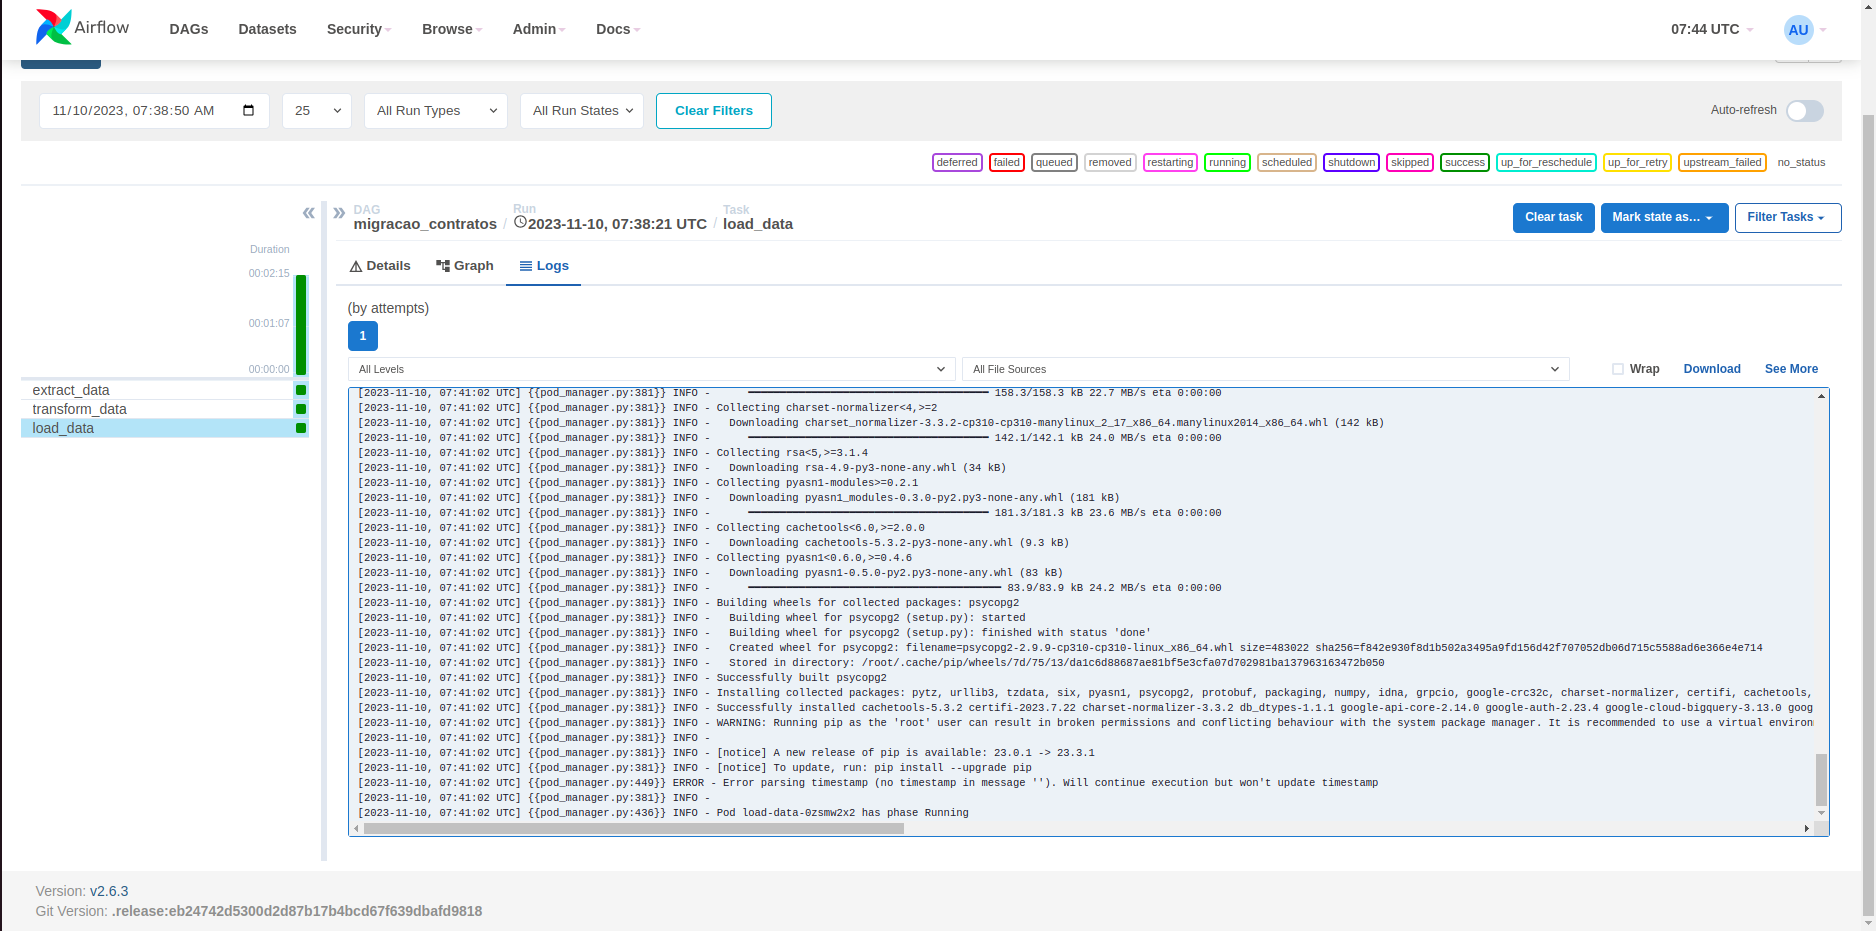 Airflow DAGs Datasets Security Browse Admin Docs 07:44 UTC AU
11/10/2023, 07:38:50 AM 25 All Run Types All Run States Clear Filters Auto-refresh
deferred failed queued removed restarting running scheduled shutdown skipped success up_for_reschedule up_for_retry upstream_failed no_status
« » DAG Run Task
migracao_contratos / 2023-11-10, 07:38:21 UTC / load_data
Clear task Mark state as… Filter Tasks
Duration
00:02:15
00:01:07
00:00:00
extract_data
transform_data
load_data
Details Graph Logs
(by attempts)
1
All Levels All File Sources Wrap Download See More
[2023-11-10, 07:41:02 UTC] {{pod_manager.py:381}} INFO - ━━━━━━━━━━ 158.3/158.3 kB 22.7 MB/s eta 0:00:00
[2023-11-10, 07:41:02 UTC] {{pod_manager.py:381}} INFO - Collecting charset-normalizer<4,>=2
[2023-11-10, 07:41:02 UTC] {{pod_manager.py:381}} INFO - Downloading charset_normalizer-3.3.2-cp310-cp310-manylinux_2_17_x86_64.manylinux2014_x86_64.whl (142 kB)
[2023-11-10, 07:41:02 UTC] {{pod_manager.py:381}} INFO - ━━━━━━━━━━ 142.1/142.1 kB 24.0 MB/s eta 0:00:00
[2023-11-10, 07:41:02 UTC] {{pod_manager.py:381}} INFO - Collecting rsa<5,>=3.1.4
[2023-11-10, 07:41:02 UTC] {{pod_manager.py:381}} INFO - Downloading rsa-4.9-py3-none-any.whl (34 kB)
[2023-11-10, 07:41:02 UTC] {{pod_manager.py:381}} INFO - Collecting pyasn1-modules>=0.2.1
[2023-11-10, 07:41:02 UTC] {{pod_manager.py:381}} INFO - Downloading pyasn1_modules-0.3.0-py2.py3-none-any.whl (181 kB)
[2023-11-10, 07:41:02 UTC] {{pod_manager.py:381}} INFO - ━━━━━━━━━━ 181.3/181.3 kB 23.6 MB/s eta 0:00:00
[2023-11-10, 07:41:02 UTC] {{pod_manager.py:381}} INFO - Collecting cachetools<6.0,>=2.0.0
[2023-11-10, 07:41:02 UTC] {{pod_manager.py:381}} INFO - Downloading cachetools-5.3.2-py3-none-any.whl (9.3 kB)
[2023-11-10, 07:41:02 UTC] {{pod_manager.py:381}} INFO - Collecting pyasn1<0.6.0,>=0.4.6
[2023-11-10, 07:41:02 UTC] {{pod_manager.py:381}} INFO - Downloading pyasn1-0.5.0-py2.py3-none-any.whl (83 kB)
[2023-11-10, 07:41:02 UTC] {{pod_manager.py:381}} INFO - ━━━━━━━━━━ 83.9/83.9 kB 24.2 MB/s eta 0:00:00
[2023-11-10, 07:41:02 UTC] {{pod_manager.py:381}} INFO - Building wheels for collected packages: psycopg2
[2023-11-10, 07:41:02 UTC] {{pod_manager.py:381}} INFO - Building wheel for psycopg2 (setup.py): started
[2023-11-10, 07:41:02 UTC] {{pod_manager.py:381}} INFO - Building wheel for psycopg2 (setup.py): finished with status 'done'
[2023-11-10, 07:41:02 UTC] {{pod_manager.py:381}} INFO - Created wheel for psycopg2: filename=psycopg2-2.9.9-cp310-cp310-linux_x86_64.whl size=483022 sha256=f842e930f8d1b502a3495a9fd156d42f707052db06d715c5588ad6e366e4e714
[2023-11-10, 07:41:02 UTC] {{pod_manager.py:381}} INFO - Stored in directory: /root/.cache/pip/wheels/7d/75/13/da1c6d88687ae81bf5e3cfa07d702981ba137963163472b050
[2023-11-10, 07:41:02 UTC] {{pod_manager.py:381}} INFO - Successfully built psycopg2
[2023-11-10, 07:41:02 UTC] {{pod_manager.py:381}} INFO - Installing collected packages: pytz, urllib3, tzdata, six, pyasn1, psycopg2, protobuf, packaging, numpy, idna, grpcio, google-crc32c, charset-normalizer, certifi, cachetools,
[2023-11-10, 07:41:02 UTC] {{pod_manager.py:381}} INFO - Successfully installed cachetools-5.3.2 certifi-2023.7.22 charset-normalizer-3.3.2 db_dtypes-1.1.1 google-api-core-2.14.0 google-auth-2.23.4 google-cloud-bigquery-3.13.0 goog
[2023-11-10, 07:41:02 UTC] {{pod_manager.py:381}} INFO - WARNING: Running pip as the 'root' user can result in broken permissions and conflicting behaviour with the system package manager. It is recommended to use a virtual environ
[2023-11-10, 07:41:02 UTC] {{pod_manager.py:381}} INFO -
[2023-11-10, 07:41:02 UTC] {{pod_manager.py:381}} INFO - [notice] A new release of pip is available: 23.0.1 -> 23.3.1
[2023-11-10, 07:41:02 UTC] {{pod_manager.py:381}} INFO - [notice] To update, run: pip install --upgrade pip
[2023-11-10, 07:41:02 UTC] {{pod_manager.py:449}} ERROR - Error parsing timestamp (no timestamp in message ''). Will continue execution but won't update timestamp
[2023-11-10, 07:41:02 UTC] {{pod_manager.py:381}} INFO -
[2023-11-10, 07:41:02 UTC] {{pod_manager.py:436}} INFO - Pod load-data-0zsmw2x2 has phase Running
Version: v2.6.3
Git Version: .release:eb24742d5300d2d87b17b4bcd67f639dbafd9818